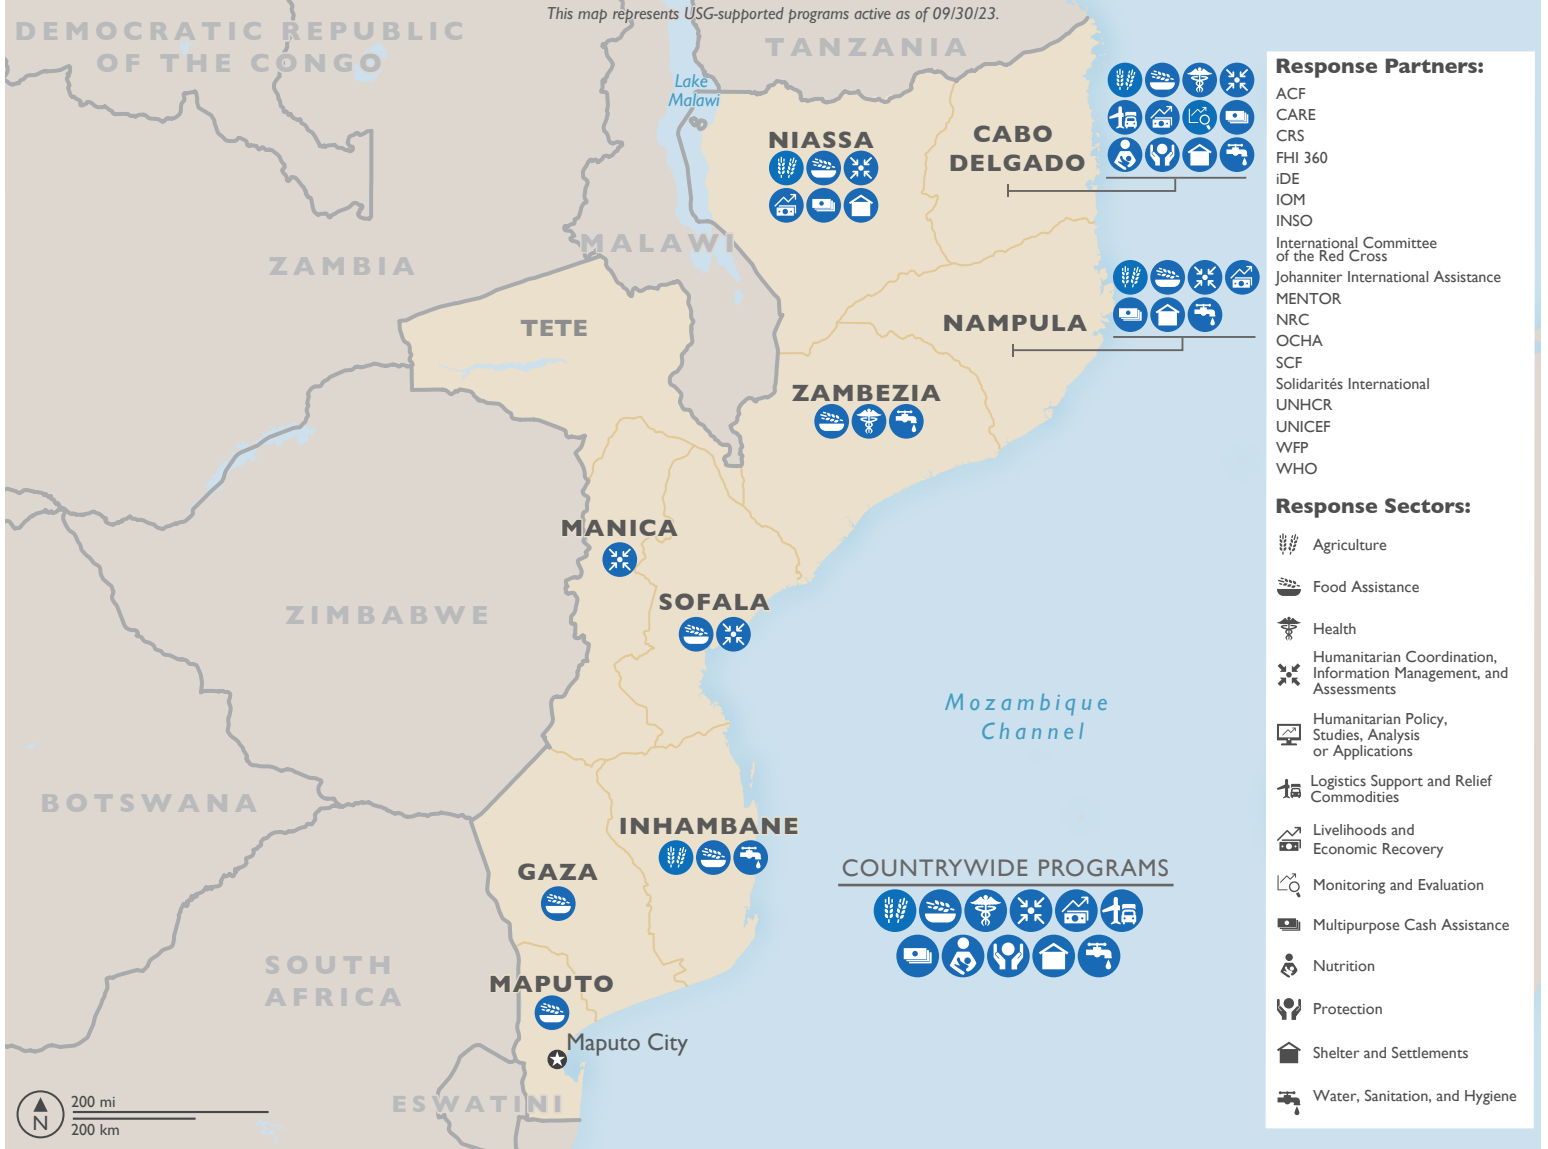 This map represents USG-supported programs active as of 09/30/23.
DEMOCRATIC REPUBLIC
OF THE CONGO
TANZANIA
Lake
Malawi
NIASSA
CABO
DELGADO
MALAWI
ZAMBIA
TETE
NAMPULA
ZAMBEZIA
MANICA
SOFALA
ZIMBABWE
Mozambique
Channel
BOTSWANA
INHAMBANE
GAZA
COUNTRYWIDE PROGRAMS
SOUTH
AFRICA
MAPUTO
Maputo City
ESWATINI
200 mi
N
200 km
Response Partners:
ACF
CARE
CRS
FHI 360
iDE
IOM
INSO
International Committee
of the Red Cross
Johanniter International Assistance
MENTOR
NRC
OCHA
SCF
Solidarités International
UNHCR
UNICEF
WFP
WHO
Response Sectors:
Agriculture
Food Assistance
Health
Humanitarian Coordination,
Information Management, and
Assessments
Humanitarian Policy,
Studies, Analysis
or Applications
Logistics Support and Relief
Commodities
Livelihoods and
Economic Recovery
Monitoring and Evaluation
Multipurpose Cash Assistance
Nutrition
Protection
Shelter and Settlements
Water, Sanitation, and Hygiene